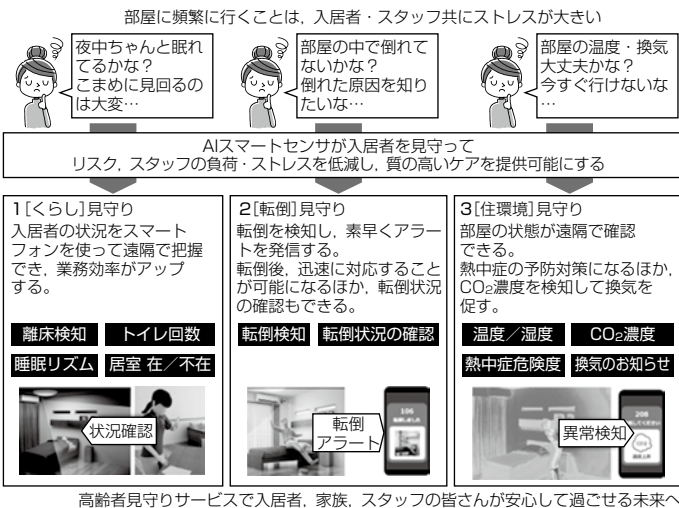 部屋に頻繁に行くことは, 入居者・スタッフ共にストレスが大きい
夜中ちゃんと眠れ
てるかな？
こまめに見回るの
は大変…
部屋の中で倒れて
ないかな？
倒れた原因を知り
たいな…
部屋の温度・換気
大丈夫かな？
今すぐ行けないな
…
AIスマートセンサが入居者を見守って
リスク, スタッフの負荷・ストレスを低減し, 質の高いケアを提供可能にする
1［くらし］見守り
入居者の状況をスマート
フォンを使って遠隔で把握
でき, 業務効率がアップ
する。
離床検知 トイレ回数
睡眠リズム 居室 在／不在
状況確認
2［転倒］見守り
転倒を検知し, 素早くアラー
トを発信する。
転倒後, 迅速に対応すること
が可能になるほか, 転倒状況
の確認もできる。
転倒検知 転倒状況の確認
転倒
アラート
106
3［住環境］見守り
部屋の状態が遠隔で確認
できる。
熱中症の予防対策になるほか,
CO₂濃度を検知して換気を
促す。
温度／湿度 CO₂濃度
熱中症危険度 換気のお知らせ
異常検知
208
高齢者見守りサービスで入居者, 家族, スタッフの皆さんが安心して過ごせる未来へ